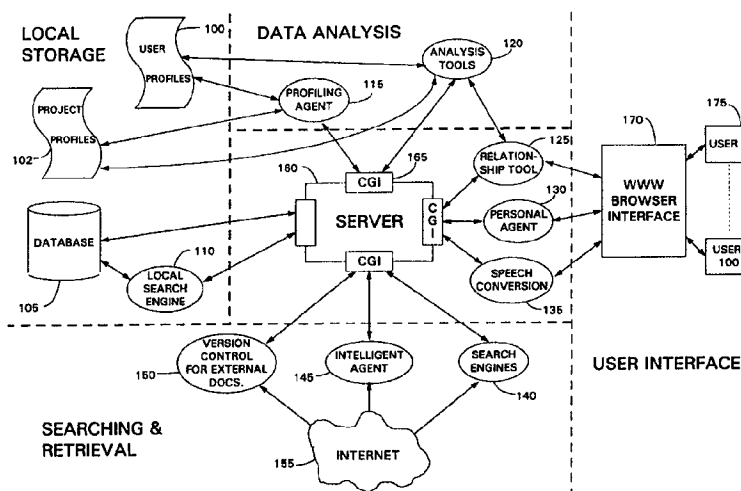 LOCAL
STORAGE
100
USER
PROFILES
PROJECT
PROFILES
102
DATABASE
105
110
LOCAL
SEARCH
ENGINE
DATA ANALYSIS
ANALYSIS
TOOLS
120
PROFILING
AGENT
115
160
CGI
165
SERVER
CGI
CGI
125
RELATION-
SHIP TOOL
130
PERSONAL
AGENT
SPEECH
CONVERSION
135
170
WWW
BROWSER
INTERFACE
175
USER
USER
100
USER INTERFACE
VERSION
CONTROL
FOR EXTERNAL
DOCS.
150
INTELLIGENT
AGENT
145
SEARCH
ENGINES
140
INTERNET
155
SEARCHING &
RETRIEVAL